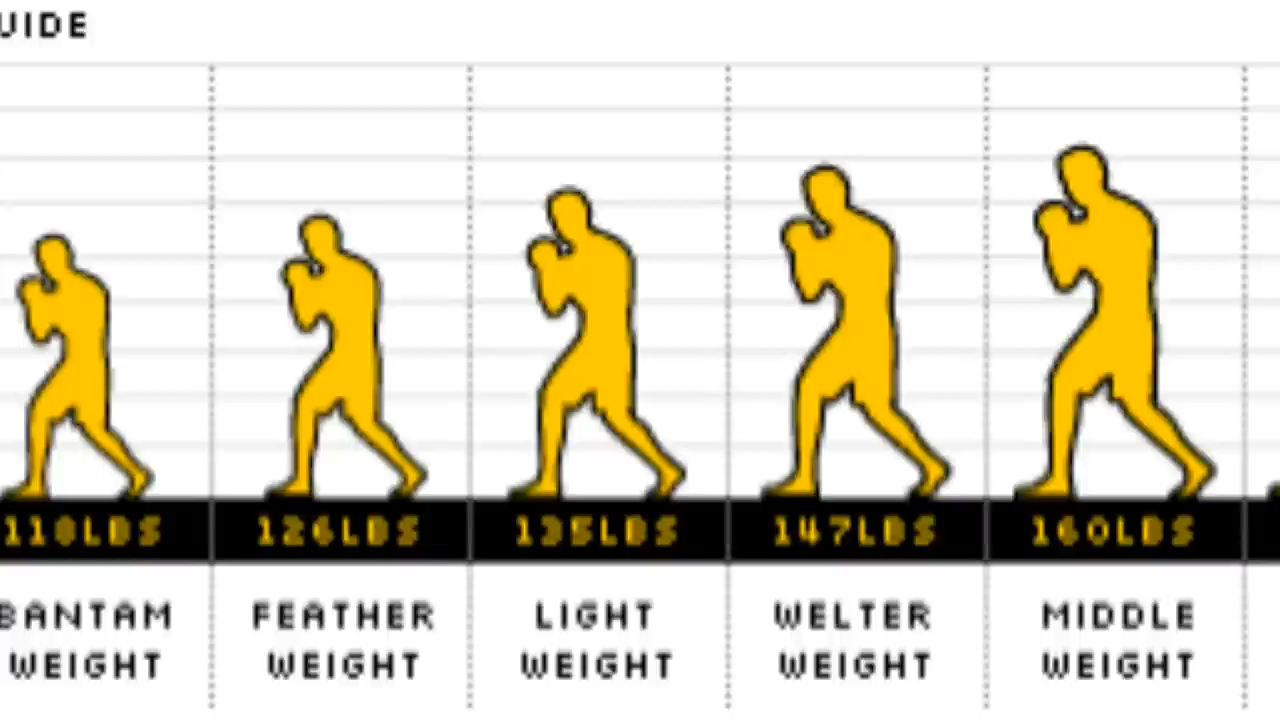 UIDE
118LBS 126LBS 135LBS 147LBS 160LBS
BANTAM FEATHER LIGHT WELTER MIDDLE
WEIGHT WEIGHT WEIGHT WEIGHT WEIGHT